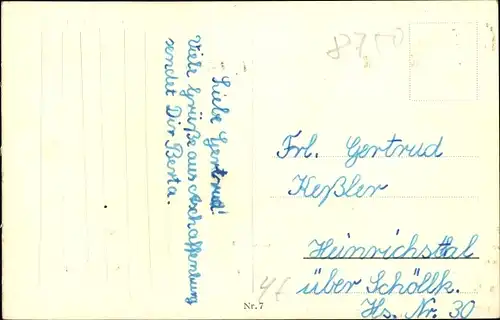 Liebe Gertrud!
Viele Grüße aus Aschaffenburg
sendet Dir Berta.
8750
Frl. Gertrud
Keßler
Heinrichstal
über Schöllk.
Hs. Nr. 30
Nr. 7